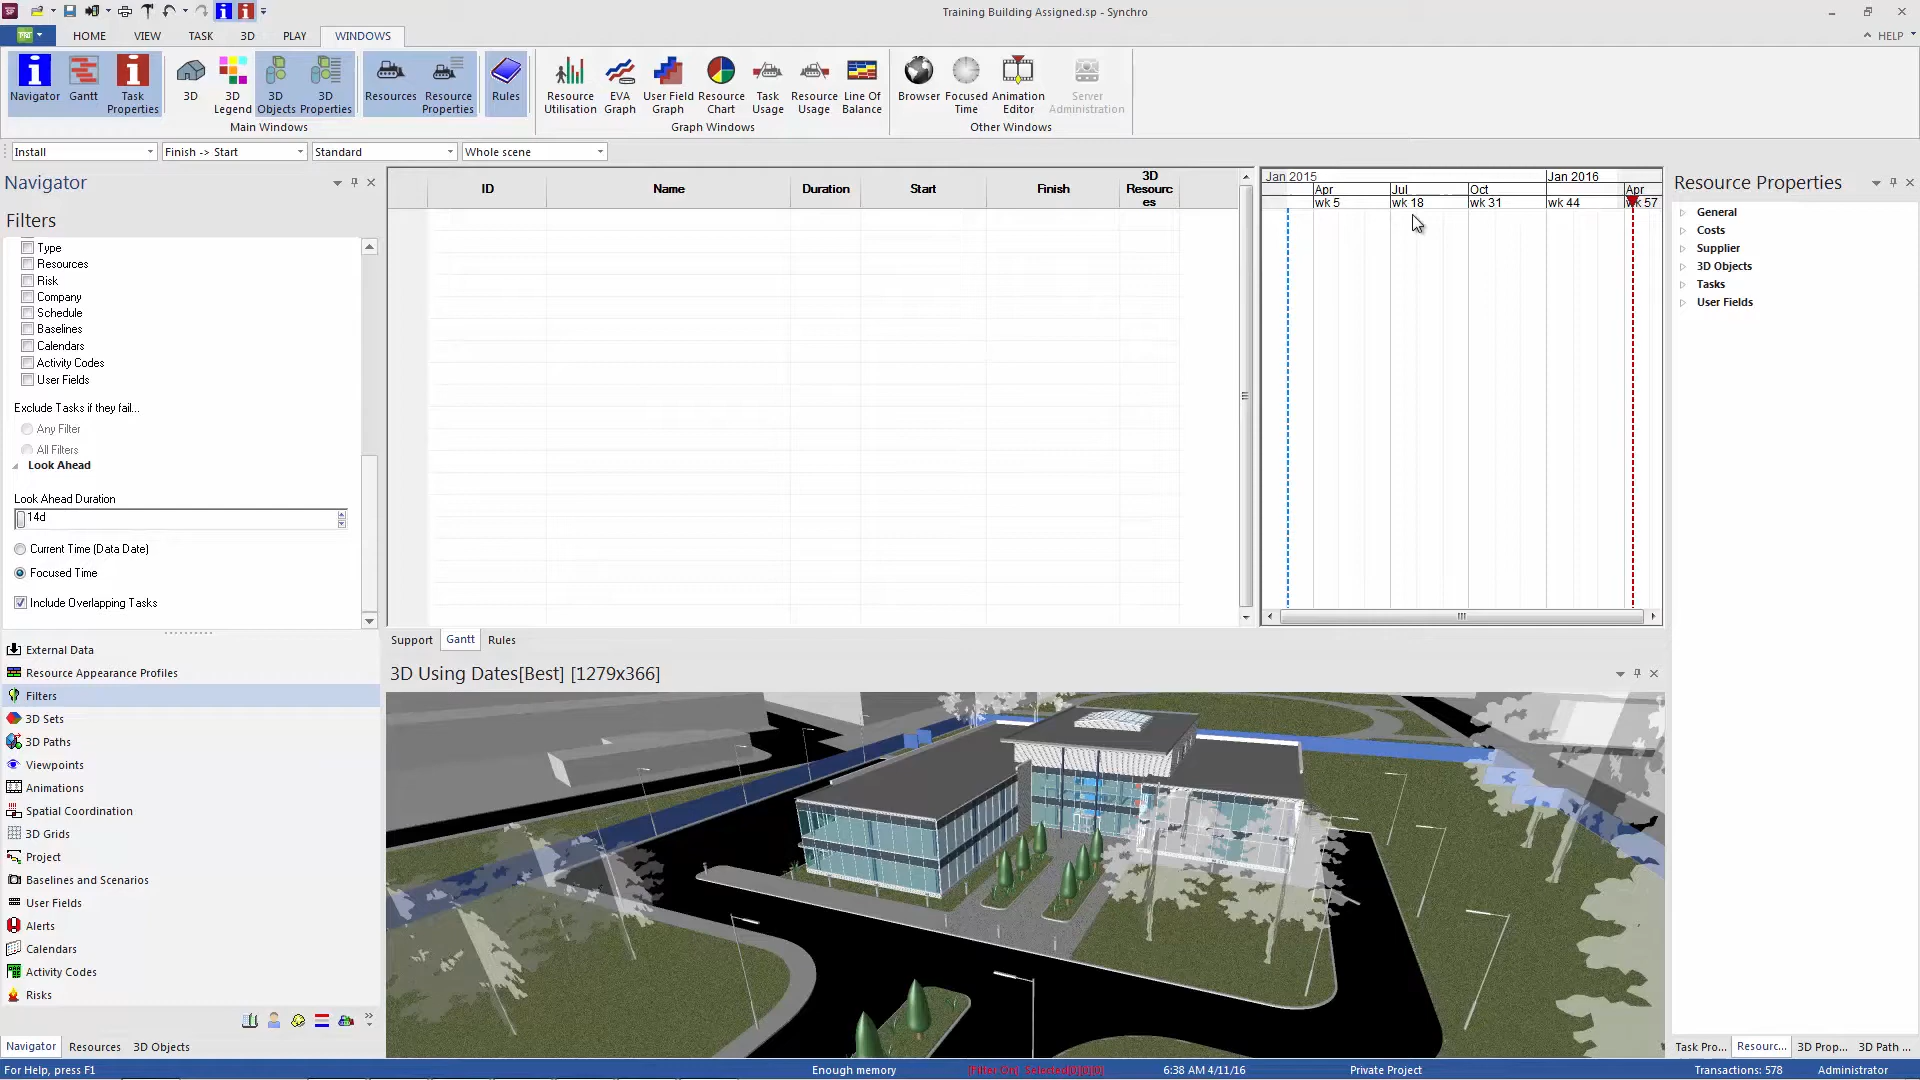 Training Building Assigned.sp - Synchro
HOME VIEW TASK 3D PLAY WINDOWS HELP
Navigator Gantt Task Properties 3D 3D Legend 3D Objects 3D Properties Resources Resource Properties Rules Resource Utilisation EVA Graph User Field Graph Resource Chart Task Usage Resource Usage Line Of Balance Browser Focused Time Animation Editor Server Administration
Main Windows Graph Windows Other Windows
Install Finish -> Start Standard Whole scene
Navigator
Filters
Type
Resources
Risk
Company
Schedule
Baselines
Calendars
Activity Codes
User Fields
Exclude Tasks if they fail...
Any Filter
All Filters
Look Ahead
Look Ahead Duration
14d
Current Time (Data Date)
Focused Time
Include Overlapping Tasks
External Data
Resource Appearance Profiles
Filters
3D Sets
3D Paths
Viewpoints
Animations
Spatial Coordination
3D Grids
Project
Baselines and Scenarios
User Fields
Alerts
Calendars
Activity Codes
Risks
Navigator Resources 3D Objects
ID Name Duration Start Finish 3D Resourc es
Jan 2015 Jan 2016
Apr Jul Oct Apr
wk 5 wk 18 wk 31 wk 44 wk 57
Support Gantt Rules
3D Using Dates[Best] [1279x366]
Resource Properties
General
Costs
Supplier
3D Objects
Tasks
User Fields
Task Pro... Resourc... 3D Prop... 3D Path ...
For Help, press F1 Enough memory [Filter On] Selected[0][0][0] 6:38 AM 4/11/16 Private Project Transactions: 578 Administrator